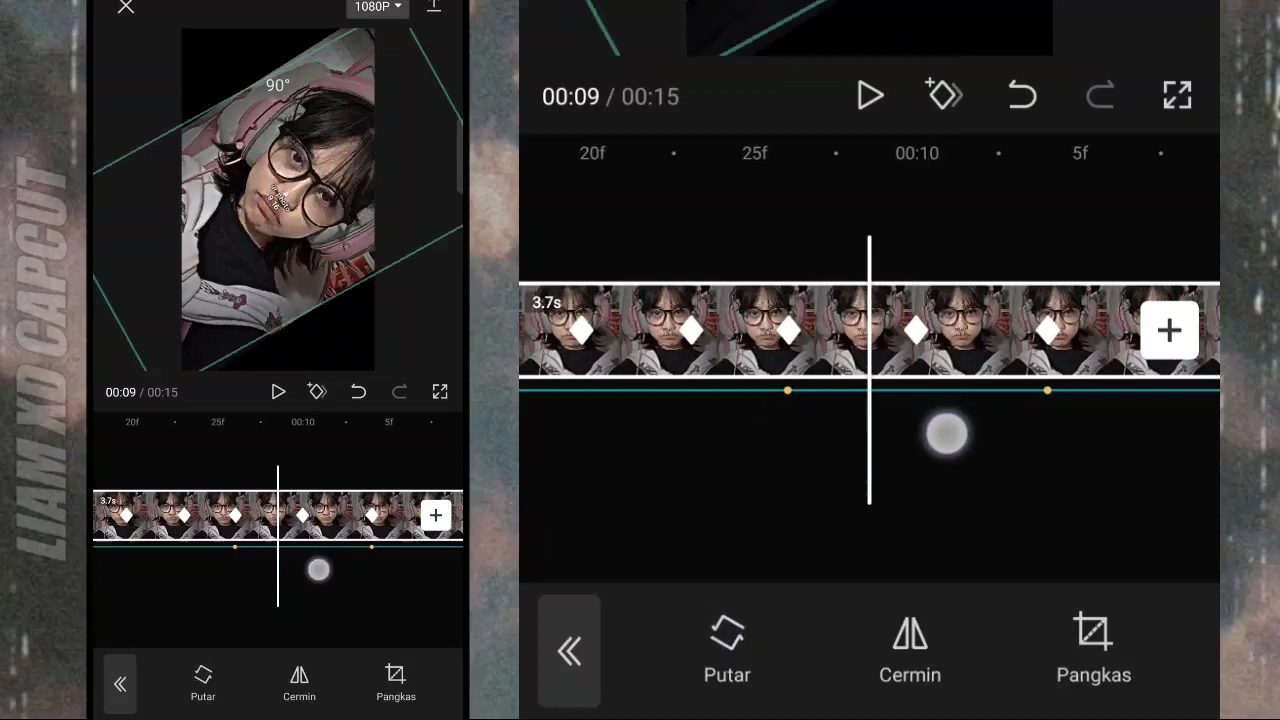 LIAM XD CAPCUT
1080P
90°
00:09 / 00:15
20f
25f
00:10
5f
3.7s
Putar
Cermin
Pangkas
00:09 / 00:15
20f
25f
00:10
5f
3.7s
Putar
Cermin
Pangkas